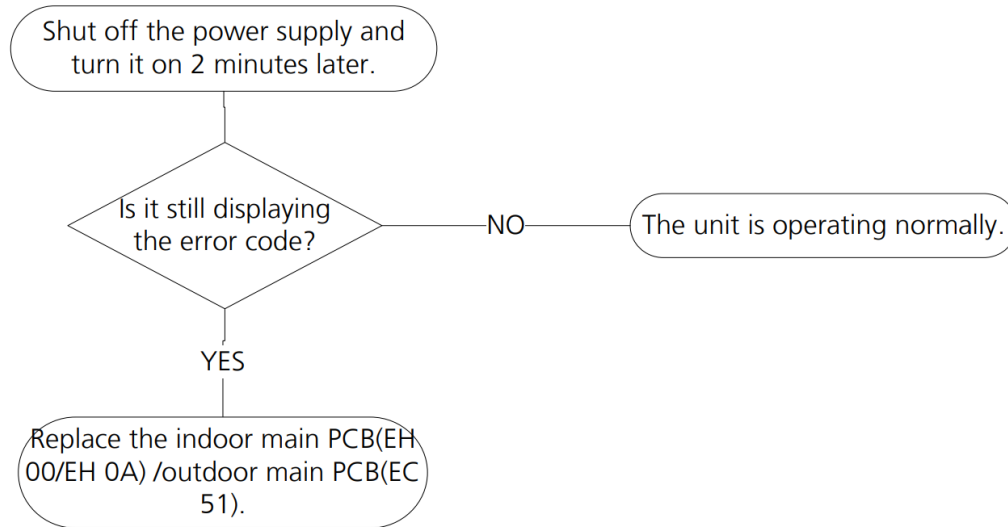 Shut off the power supply and
turn it on 2 minutes later.
Is it still displaying
the error code?
NO
The unit is operating normally.
YES
Replace the indoor main PCB(EH
00/EH 0A) /outdoor main PCB(EC
51).